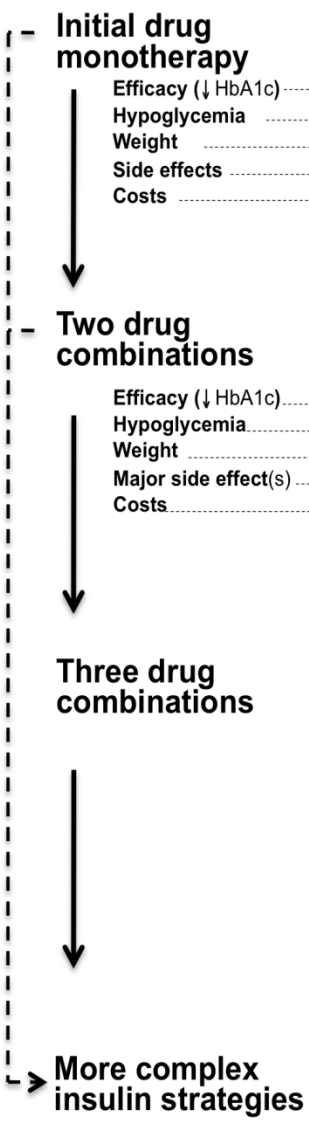 Initial drug
monotherapy
Efficacy (↓HbA1c)
Hypoglycemia
Weight
Side effects
Costs
Two drug
combinations
Efficacy (↓HbA1c)
Hypoglycemia
Weight
Major side effect(s)
Costs
Three drug
combinations
More complex
insulin strategies